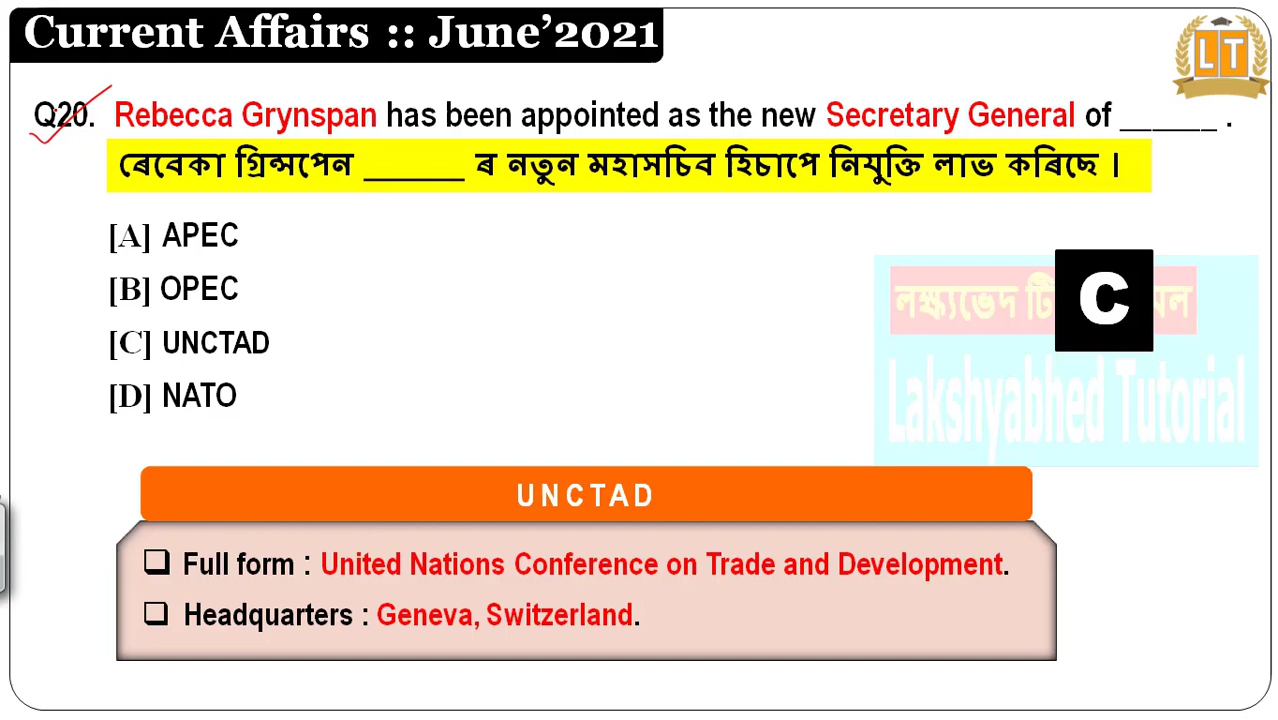 Current Affairs :: June’2021
LT
Q20. Rebecca Grynspan has been appointed as the new Secretary General of ______ .
ৰেবেকা গ্ৰিন্সপেন ______ ৰ নতুন মহাসচিব হিচাপে নিযুক্তি লাভ কৰিছে ।
[A] APEC
[B] OPEC
[C] UNCTAD
[D] NATO
লক্ষ্যভেদ
C
Lakshyabhed Tutorial
UNCTAD
❑ Full form : United Nations Conference on Trade and Development.
❑ Headquarters : Geneva, Switzerland.